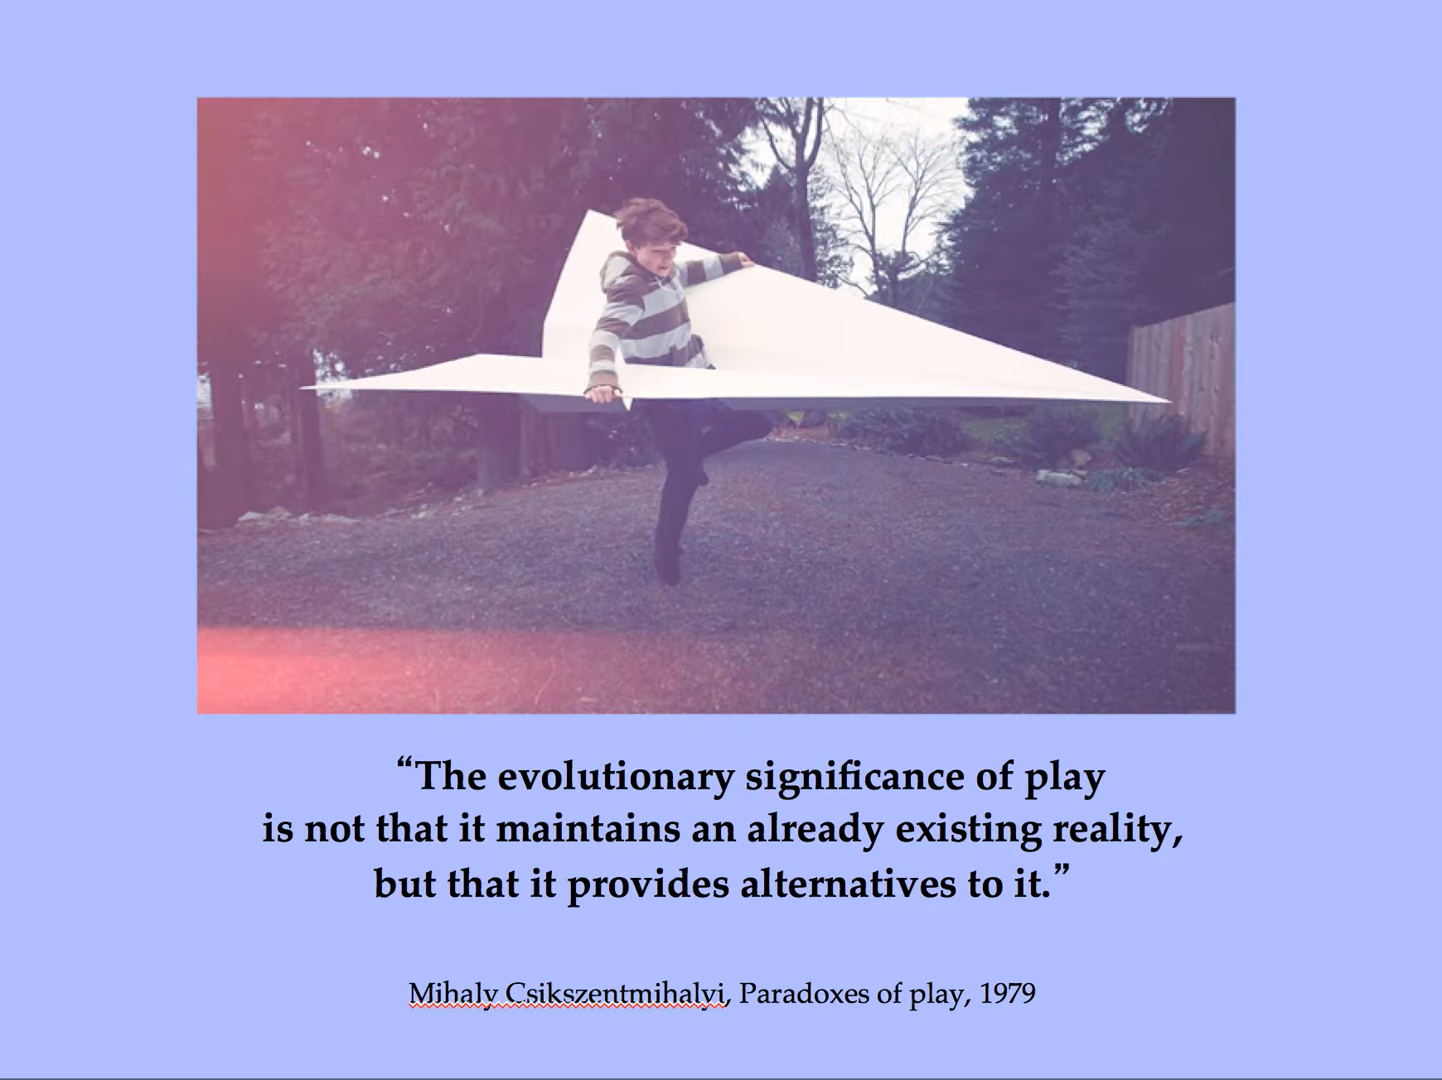 “The evolutionary significance of play
is not that it maintains an already existing reality,
but that it provides alternatives to it.”
Mihaly Csikszentmihalyi, Paradoxes of play, 1979